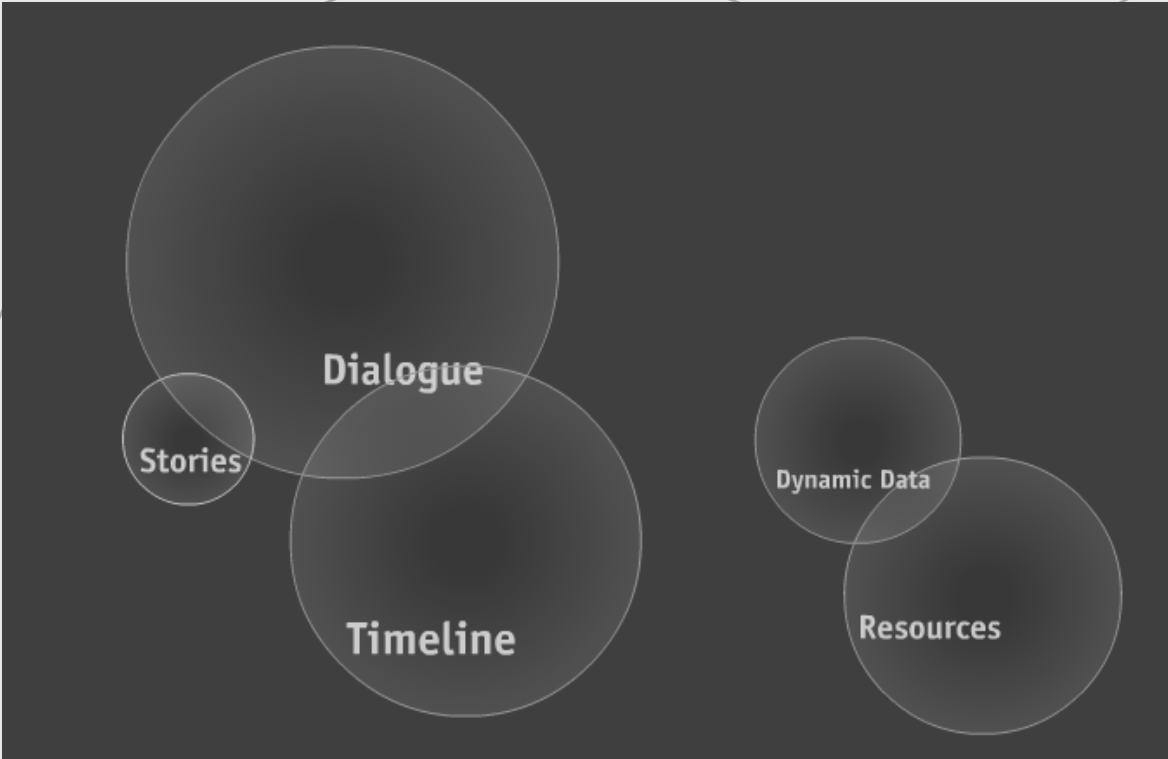 Dialogue
Stories
Timeline
Dynamic Data
Resources